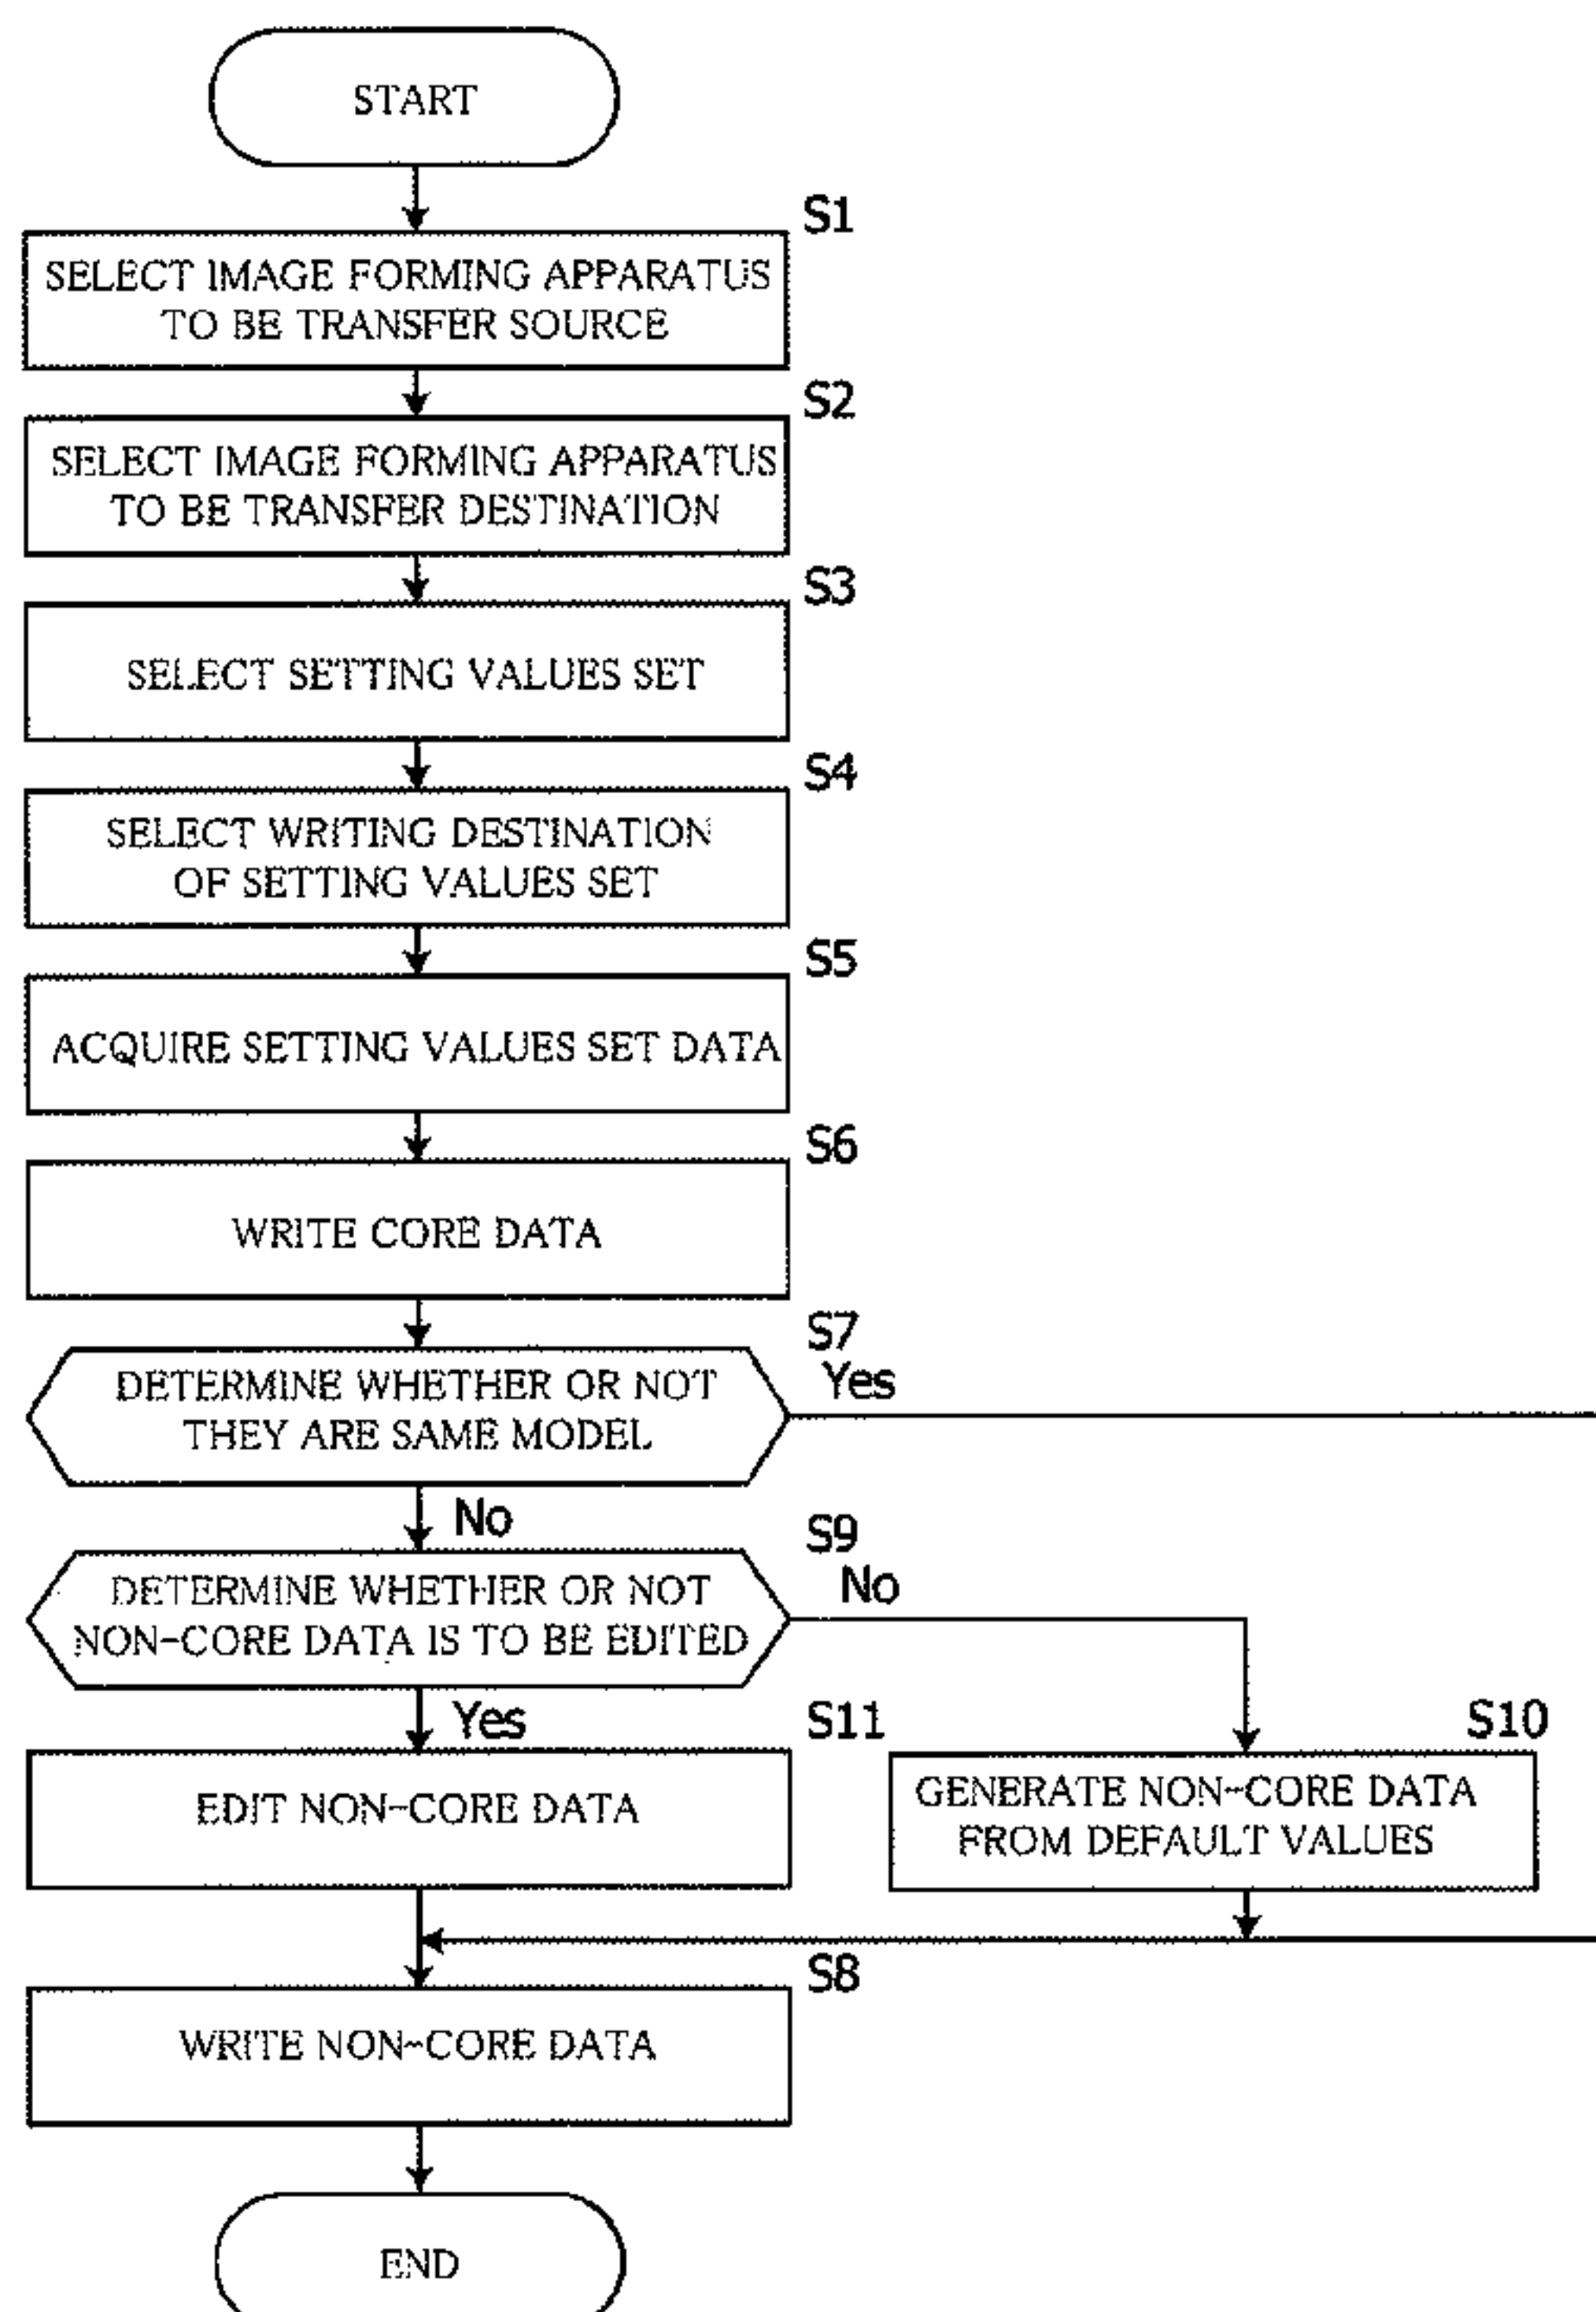 START
S1
SELECT IMAGE FORMING APPARATUS
TO BE TRANSFER SOURCE
S2
SELECT IMAGE FORMING APPARATUS
TO BE TRANSFER DESTINATION
S3
SELECT SETTING VALUES SET
S4
SELECT WRITING DESTINATION
OF SETTING VALUES SET
S5
ACQUIRE SETTING VALUES SET DATA
S6
WRITE CORE DATA
S7
DETERMINE WHETHER OR NOT
THEY ARE SAME MODEL
Yes
No
S9
DETERMINE WHETHER OR NOT
NON-CORE DATA IS TO BE EDITED
No
Yes
S11
EDIT NON-CORE DATA
S10
GENERATE NON-CORE DATA
FROM DEFAULT VALUES
S8
WRITE NON-CORE DATA
END